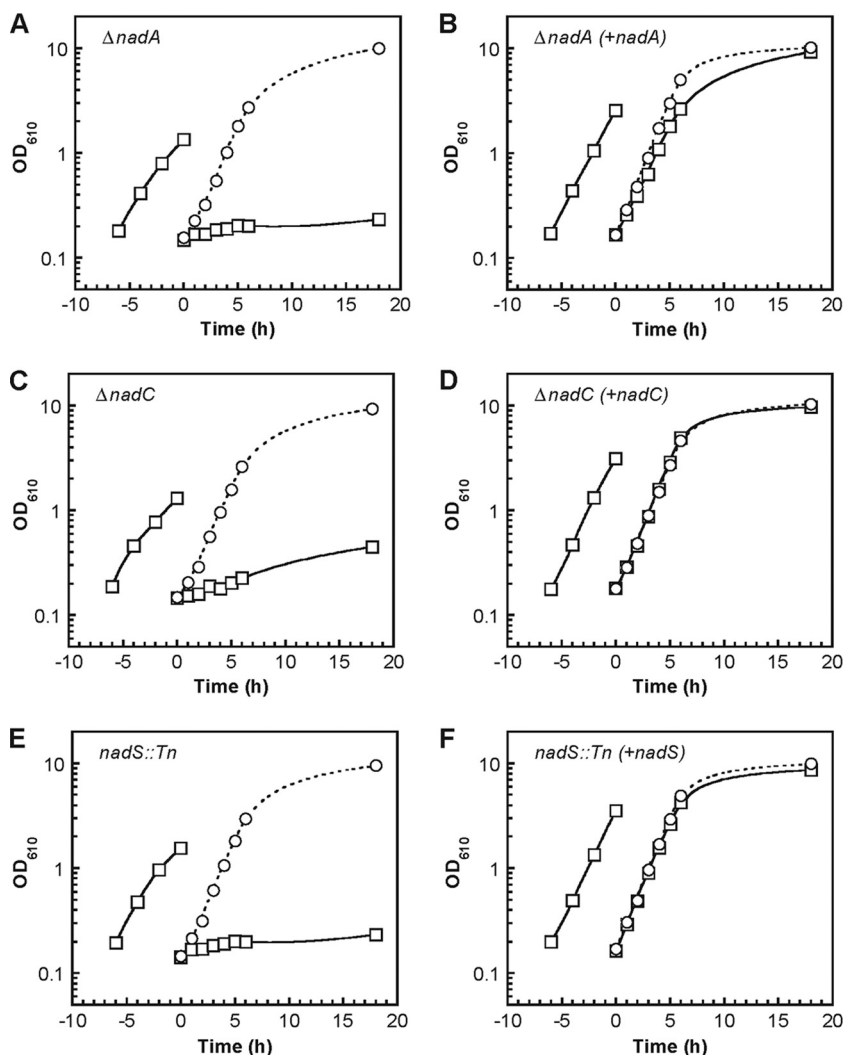 A
ΔnadA
OD610
10
1
0.1
-10 -5 0 5 10 15 20
Time (h)
B
ΔnadA (+nadA)
OD610
10
1
0.1
-10 -5 0 5 10 15 20
Time (h)
C
ΔnadC
OD610
10
1
0.1
-10 -5 0 5 10 15 20
Time (h)
D
ΔnadC (+nadC)
OD610
10
1
0.1
-10 -5 0 5 10 15 20
Time (h)
E
nadS::Tn
OD610
10
1
0.1
-10 -5 0 5 10 15 20
Time (h)
F
nadS::Tn (+nadS)
OD610
10
1
0.1
-10 -5 0 5 10 15 20
Time (h)